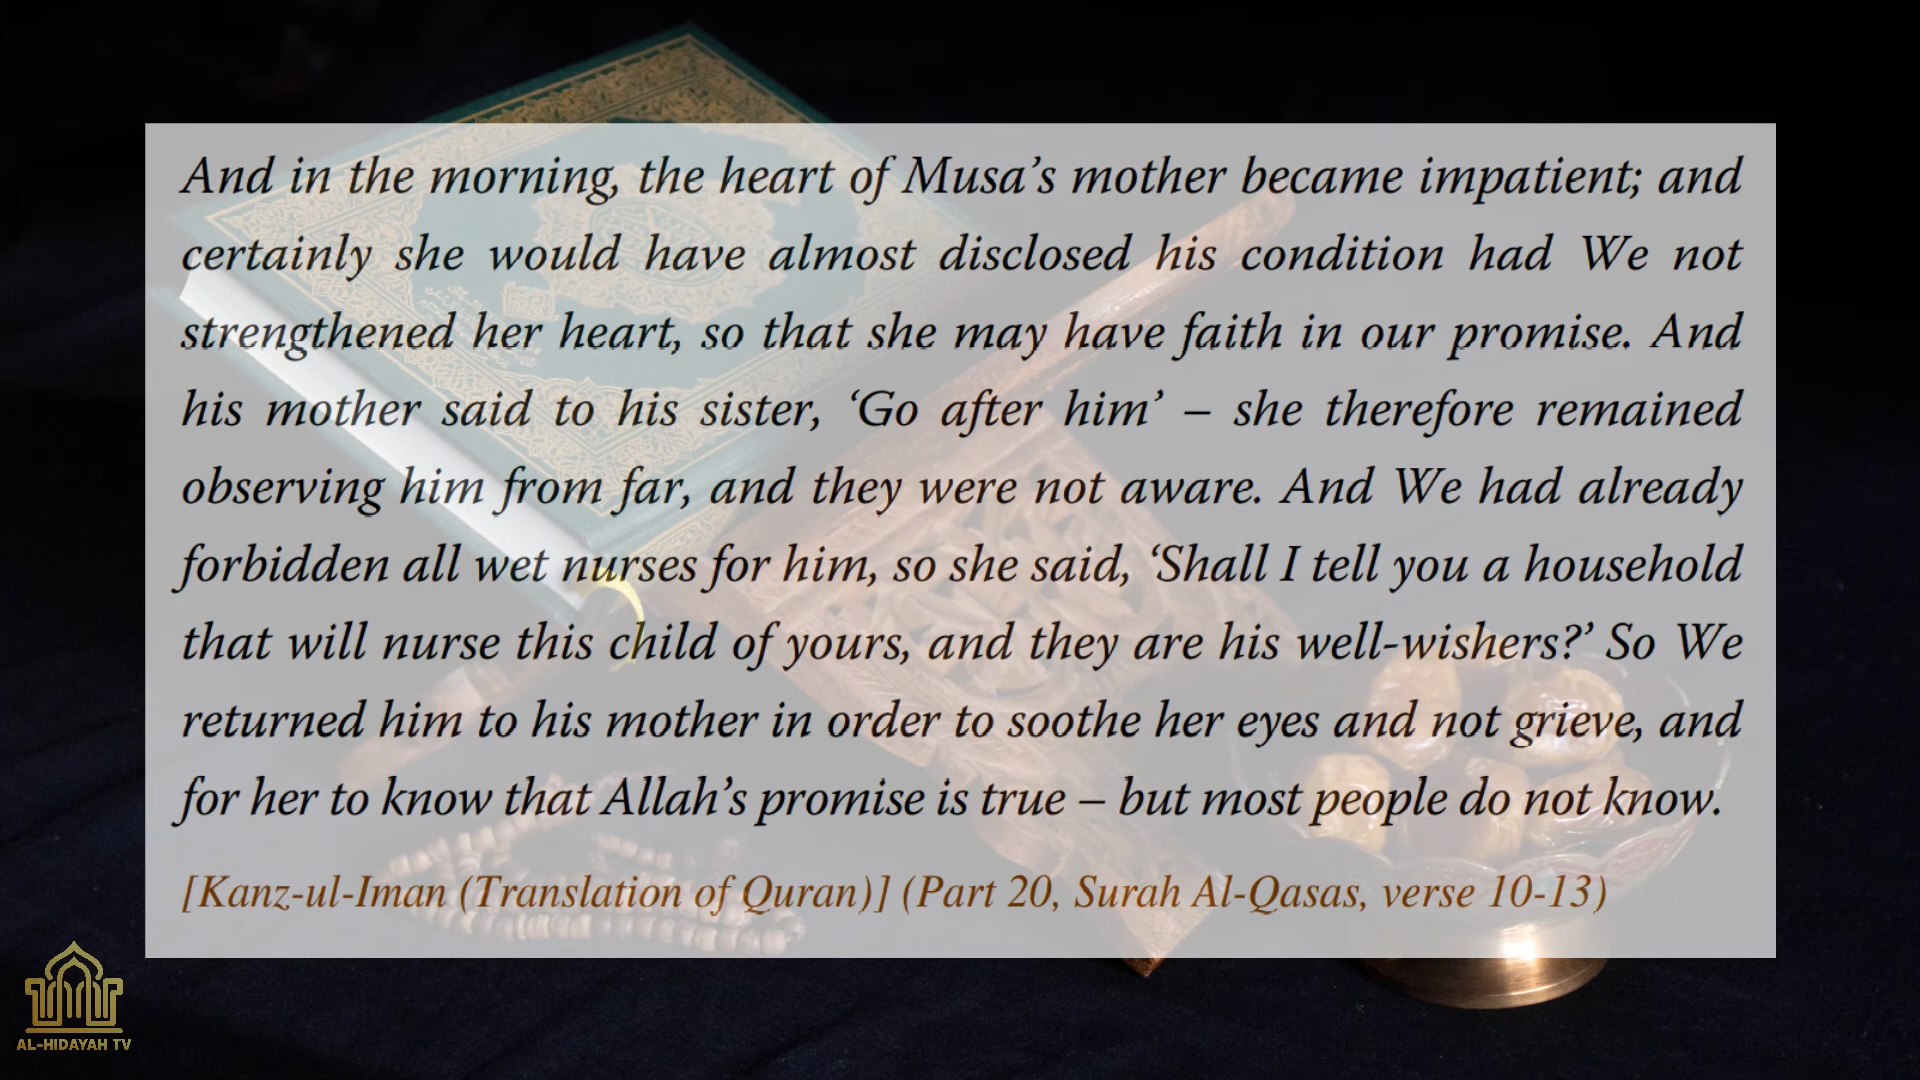 And in the morning, the heart of Musa’s mother became impatient; and
certainly she would have almost disclosed his condition had We not
strengthened her heart, so that she may have faith in our promise. And
his mother said to his sister, ‘Go after him’ – she therefore remained
observing him from far, and they were not aware. And We had already
forbidden all wet nurses for him, so she said, ‘Shall I tell you a household
that will nurse this child of yours, and they are his well-wishers?’ So We
returned him to his mother in order to soothe her eyes and not grieve, and
for her to know that Allah’s promise is true – but most people do not know.
[Kanz-ul-Iman (Translation of Quran)] (Part 20, Surah Al-Qasas, verse 10-13)
AL-HIDAYAH TV